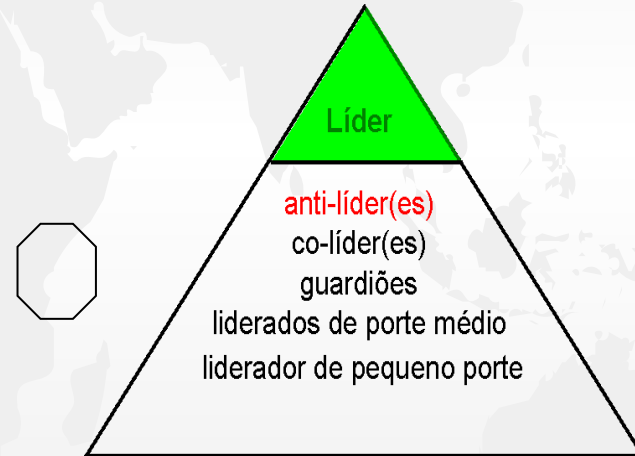 Líder
anti-líder(es)
co-líder(es)
guardiões
liderados de porte médio
liderador de pequeno porte